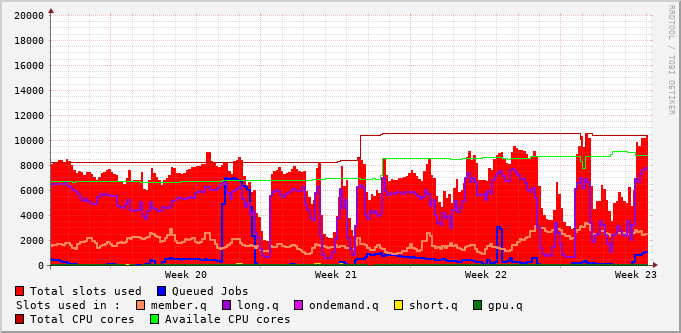 20000
18000
16000
14000
12000
10000
8000
6000
4000
2000
0
RRDTOOL / TOBI OETIKER
Week 20 Week 21 Week 22 Week 23
Total slots used Queued Jobs
Slots used in : member.q long.q ondemand.q short.q gpu.q
Total CPU cores Availale CPU cores